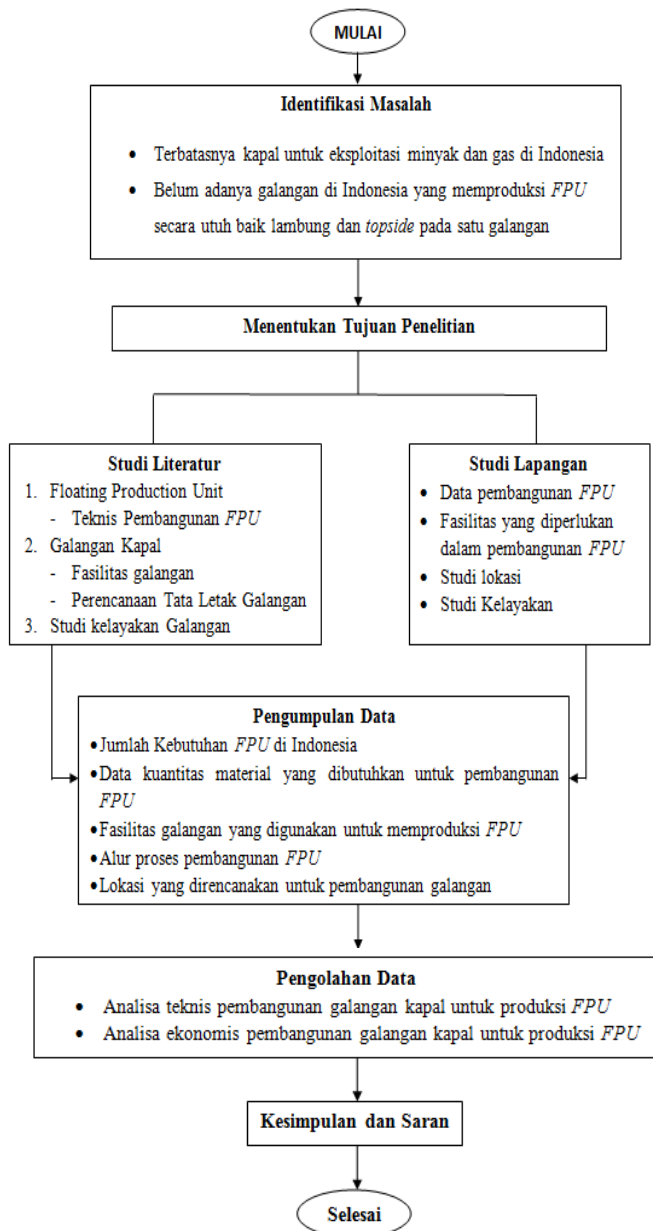 MULAI
Identifikasi Masalah
• Terbatasnya kapal untuk eksploitasi minyak dan gas di Indonesia
• Belum adanya galangan di Indonesia yang memproduksi FPU
secara utuh baik lambung dan topside pada satu galangan
Menentukan Tujuan Penelitian
Studi Literatur
1. Floating Production Unit
- Teknis Pembangunan FPU
2. Galangan Kapal
- Fasilitas galangan
- Perencanaan Tata Letak Galangan
3. Studi kelayakan Galangan
Studi Lapangan
• Data pembangunan FPU
• Fasilitas yang diperlukan
dalam pembangunan FPU
• Studi lokasi
• Studi Kelayakan
Pengumpulan Data
• Jumlah Kebutuhan FPU di Indonesia
• Data kuantitas material yang dibutuhkan untuk pembangunan
FPU
• Fasilitas galangan yang digunakan untuk memproduksi FPU
• Alur proses pembangunan FPU
• Lokasi yang direncanakan untuk pembangunan galangan
Pengolahan Data
• Analisa teknis pembangunan galangan kapal untuk produksi FPU
• Analisa ekonomis pembangunan galangan kapal untuk produksi FPU
Kesimpulan dan Saran
Selesai